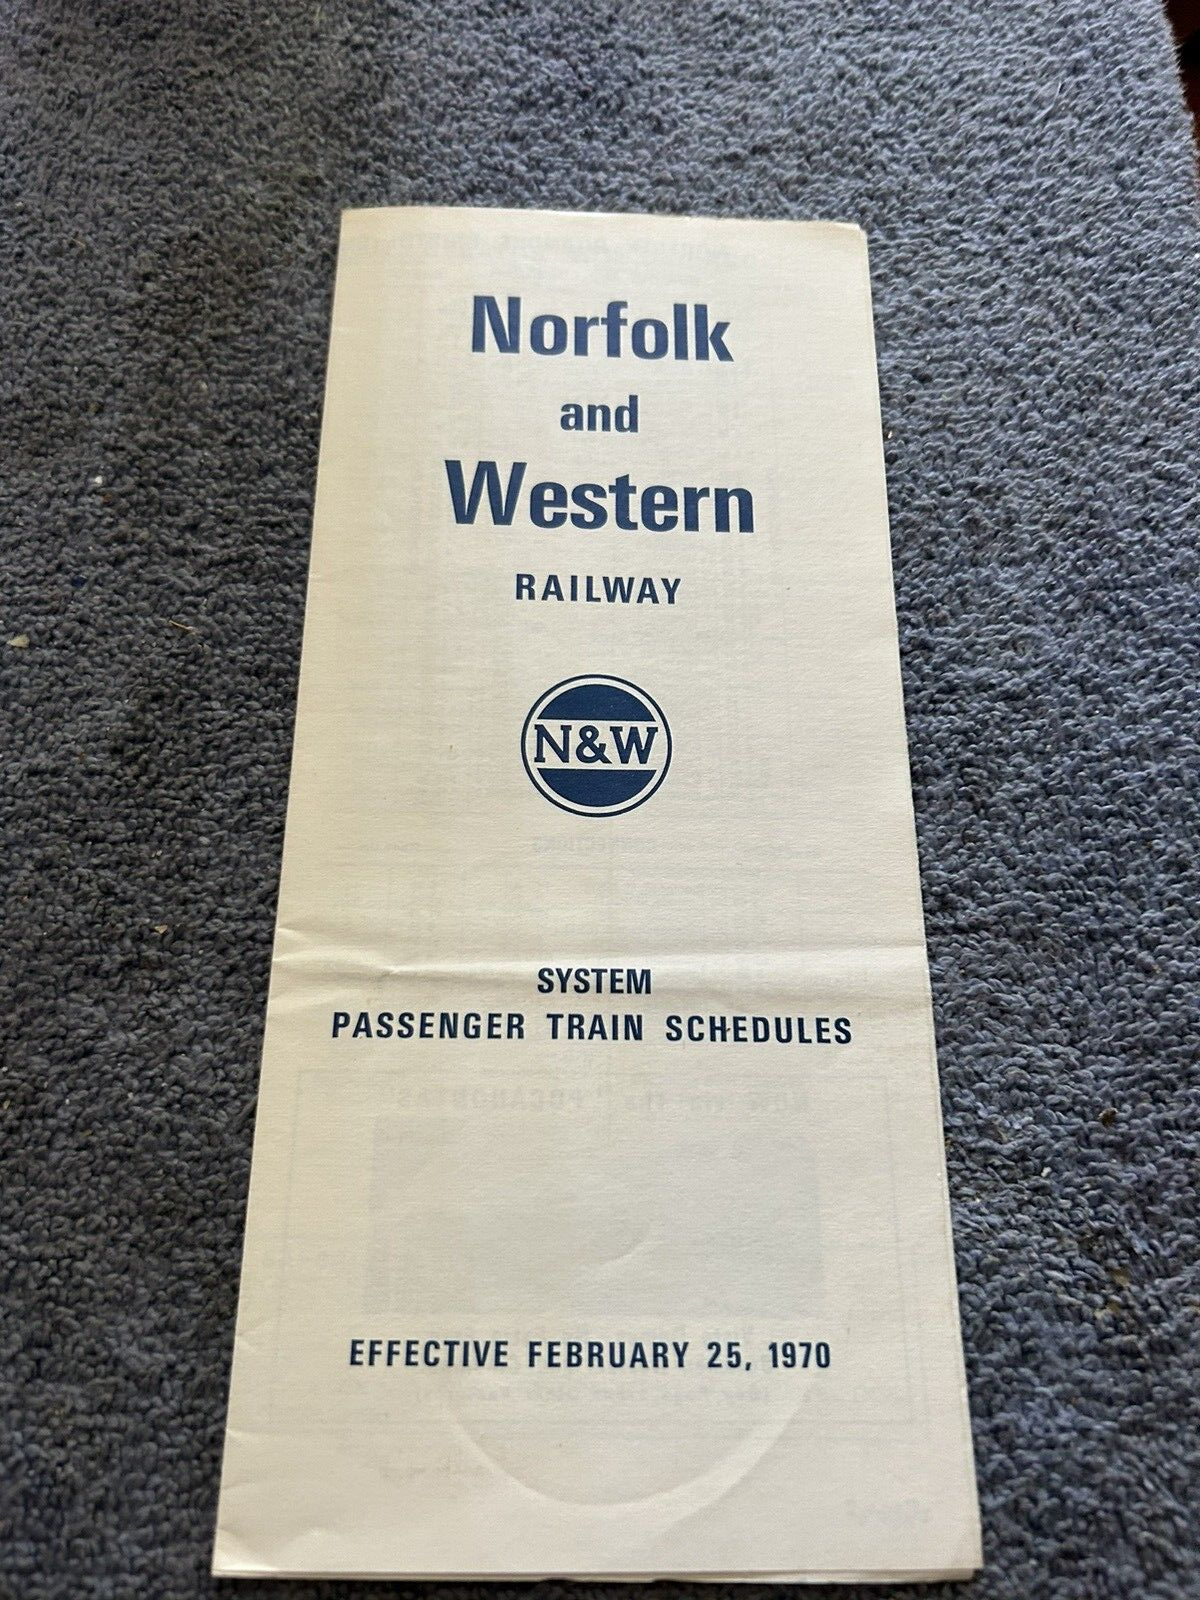 Norfolk
and
Western
RAILWAY
N&W
SYSTEM
PASSENGER TRAIN SCHEDULES
EFFECTIVE FEBRUARY 25, 1970